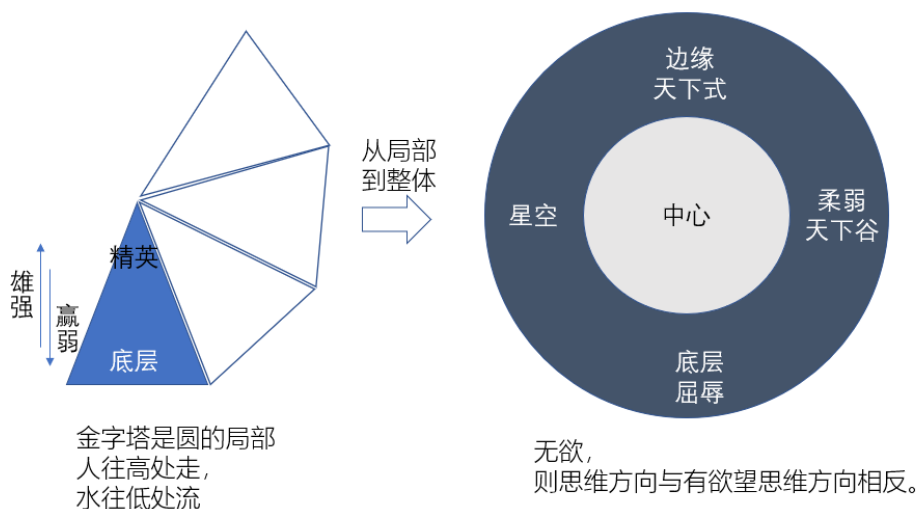 精英
雄
强
赢
弱
底层
金字塔是圆的局部
人往高处走，
水往低处流
从局部
到整体
边缘
天下式
星空
中心
柔弱
天下谷
底层
屈辱
无欲，
则思维方向与有欲望思维方向相反。